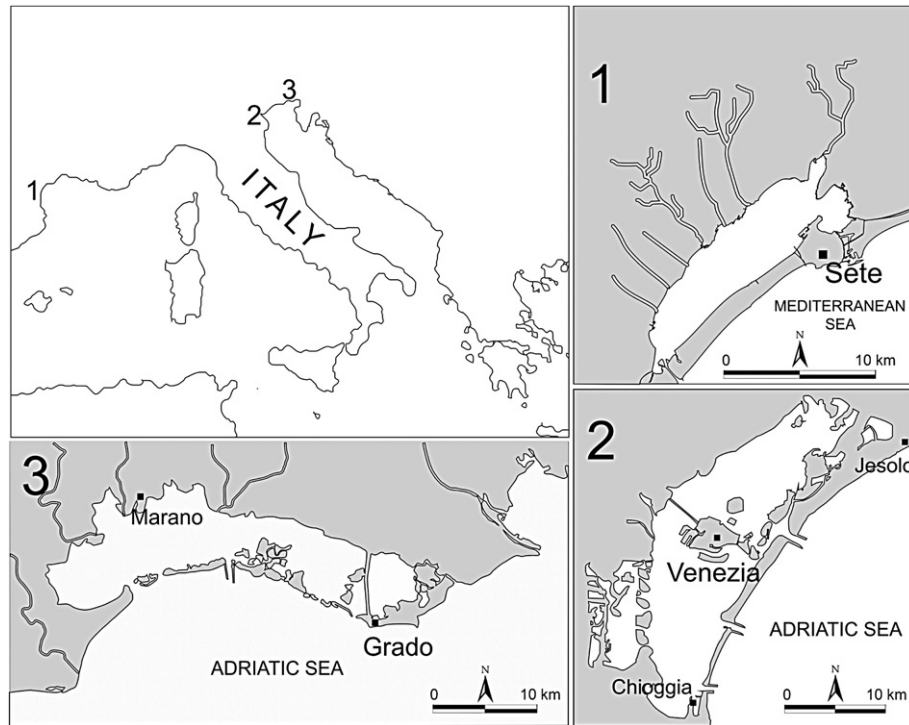 1
2
3
ITALY
1
Sete
MEDITERRANEAN
SEA
N
0 10 km
3
Marano
Grado
ADRIATIC SEA
N
0 10 km
2
Jesolo
Venezia
ADRIATIC SEA
Chioggia
N
0 10 km